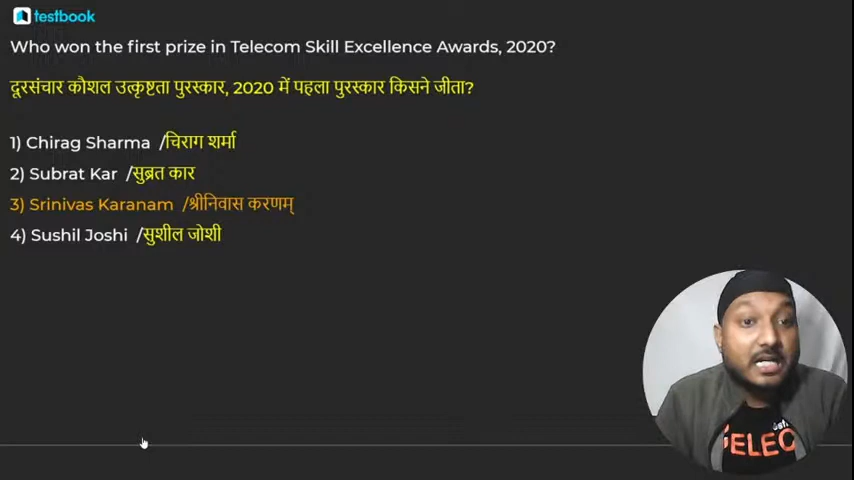 testbook
Who won the first prize in Telecom Skill Excellence Awards, 2020?
दूरसंचार कौशल उत्कृष्टता पुरस्कार, 2020 में पहला पुरस्कार किसने जीता?
1) Chirag Sharma /चिराग शर्मा
2) Subrat Kar /सुब्रत कार
3) Srinivas Karanam /श्रीनिवास करणम्
4) Sushil Joshi /सुशील जोशी
SELEC